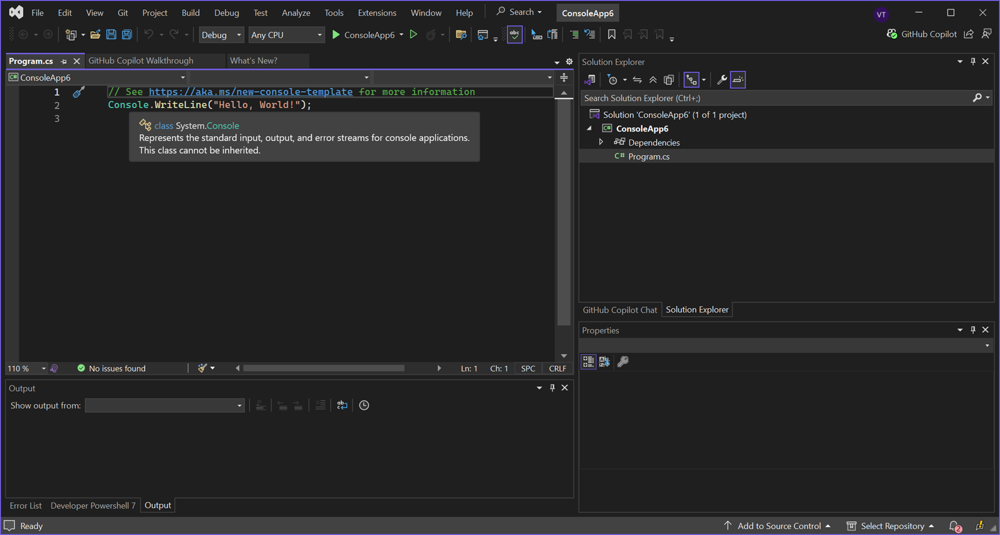 File Edit View Git Project Build Debug Test Analyze Tools Extensions Window Help Search ConsoleApp6 VT
Debug Any CPU ConsoleApp6 abc GitHub Copilot
Program.cs GitHub Copilot Walkthrough What's New?
C# ConsoleApp6
1 // See https://aka.ms/new-console-template for more information
2 Console.WriteLine("Hello, World!");
3
class System.Console
Represents the standard input, output, and error streams for console applications.
This class cannot be inherited.
110 % No issues found Ln: 1 Ch: 1 SPC CRLF
Output
Show output from:
Error List Developer Powershell 7 Output
Solution Explorer
Search Solution Explorer (Ctrl+;)
Solution 'ConsoleApp6' (1 of 1 project)
C# ConsoleApp6
Dependencies
C# Program.cs
GitHub Copilot Chat Solution Explorer
Properties
Ready Add to Source Control Select Repository 2